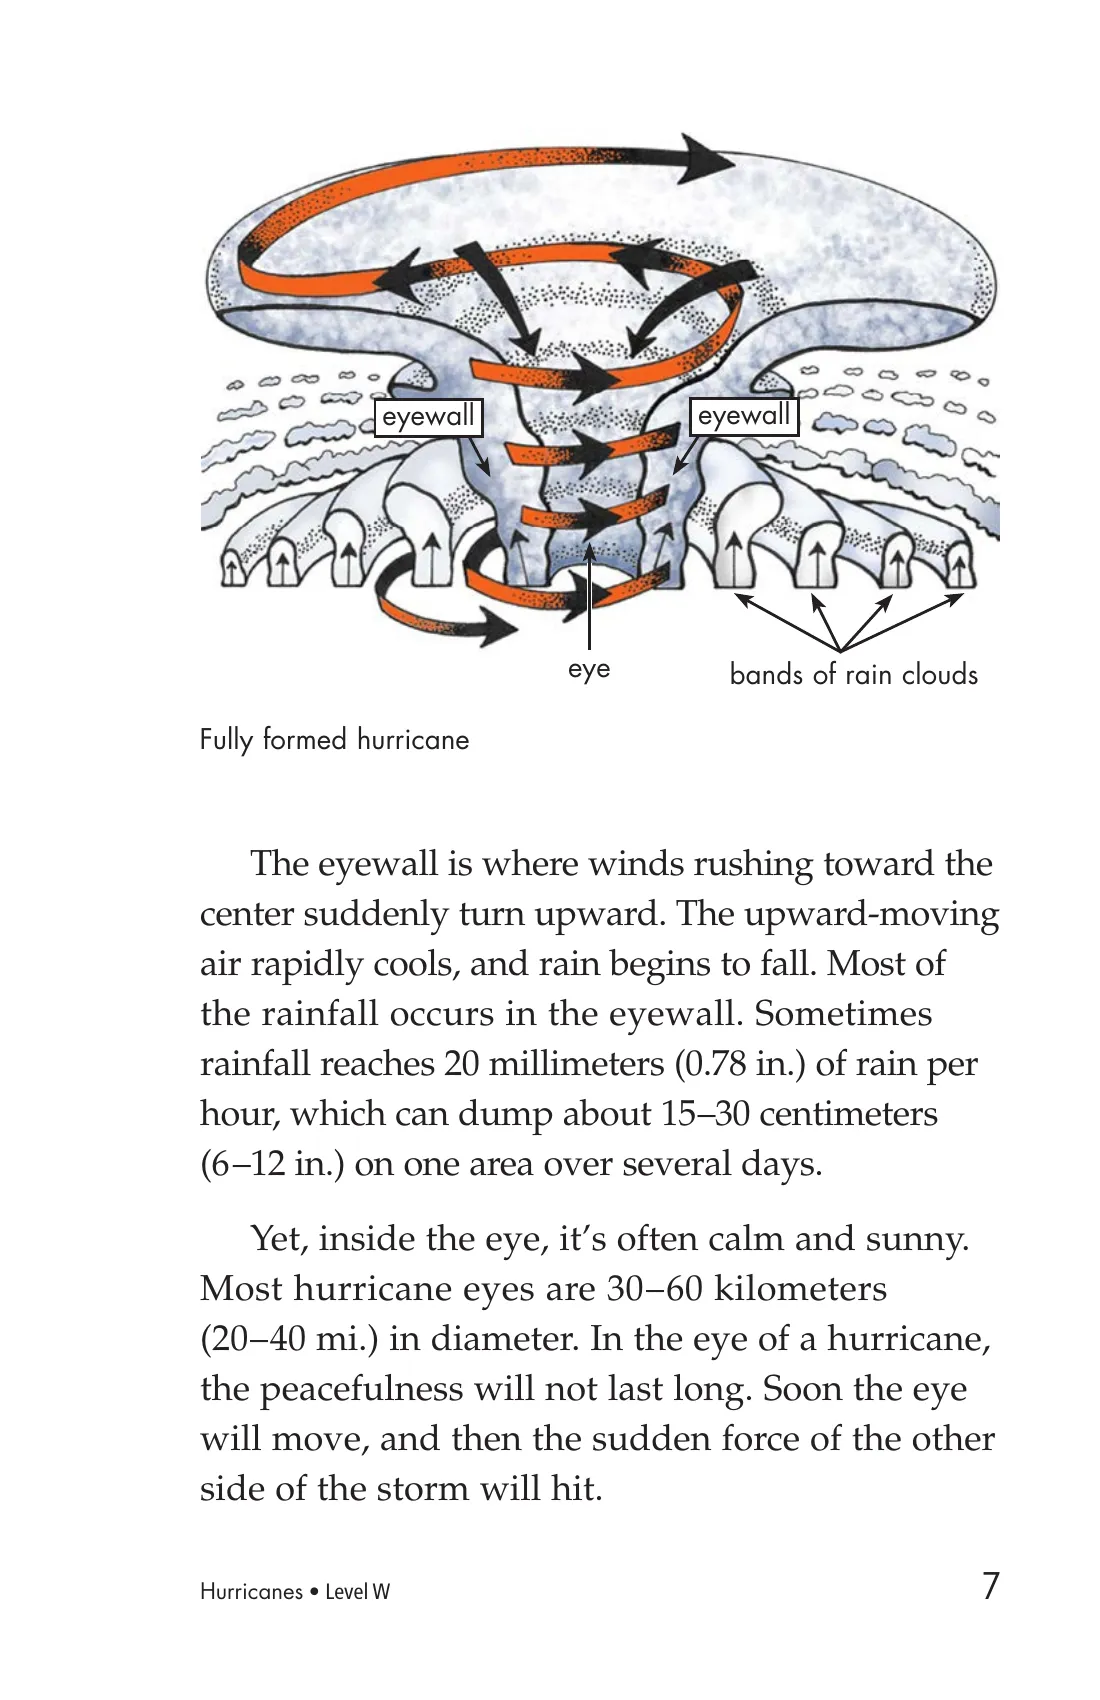 eyewall
eyewall
eye
bands of rain clouds
Fully formed hurricane
The eyewall is where winds rushing toward the
center suddenly turn upward. The upward-moving
air rapidly cools, and rain begins to fall. Most of
the rainfall occurs in the eyewall. Sometimes
rainfall reaches 20 millimeters (0.78 in.) of rain per
hour, which can dump about 15–30 centimeters
(6–12 in.) on one area over several days.
Yet, inside the eye, it’s often calm and sunny.
Most hurricane eyes are 30–60 kilometers
(20–40 mi.) in diameter. In the eye of a hurricane,
the peacefulness will not last long. Soon the eye
will move, and then the sudden force of the other
side of the storm will hit.
Hurricanes • Level W
7